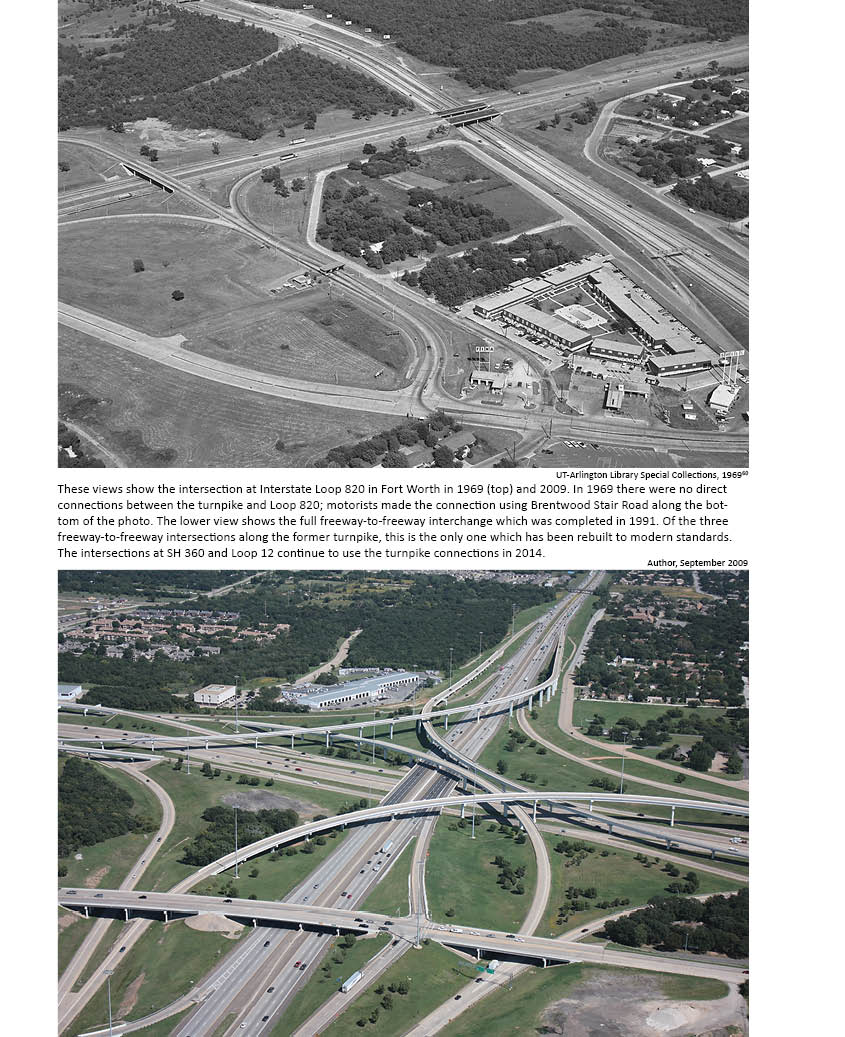 UT-Arlington Library Special Collections, 1969⁶⁰
These views show the intersection at Interstate Loop 820 in Fort Worth in 1969 (top) and 2009. In 1969 there were no direct
connections between the turnpike and Loop 820; motorists made the connection using Brentwood Stair Road along the bot-
tom of the photo. The lower view shows the full freeway-to-freeway interchange which was completed in 1991. Of the three
freeway-to-freeway intersections along the former turnpike, this is the only one which has been rebuilt to modern standards.
The intersections at SH 360 and Loop 12 continue to use the turnpike connections in 2014.
Author, September 2009